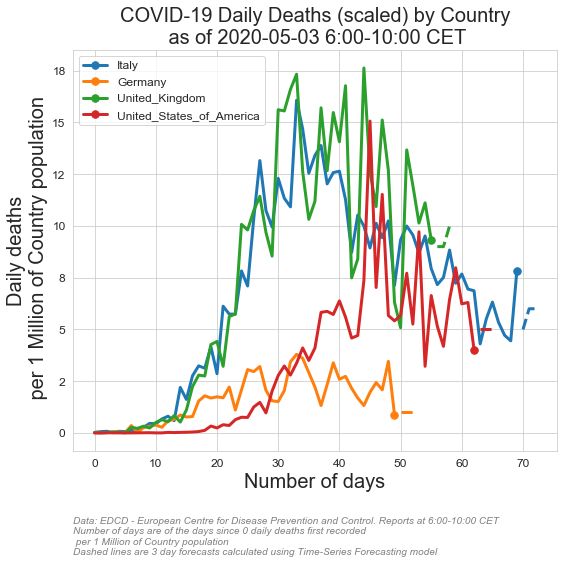 COVID-19 Daily Deaths (scaled) by Country
as of 2020-05-03 6:00-10:00 CET
Italy
Germany
United_Kingdom
United_States_of_America
Daily deaths
per 1 Million of Country population
18
15
12
10
8
5
2
0
0 10 20 30 40 50 60 70
Number of days
Data: EDCD - European Centre for Disease Prevention and Control. Reports at 6:00-10:00 CET
Number of days are of the days since 0 daily deaths first recorded
per 1 Million of Country population
Dashed lines are 3 day forecasts calculated using Time-Series Forecasting model